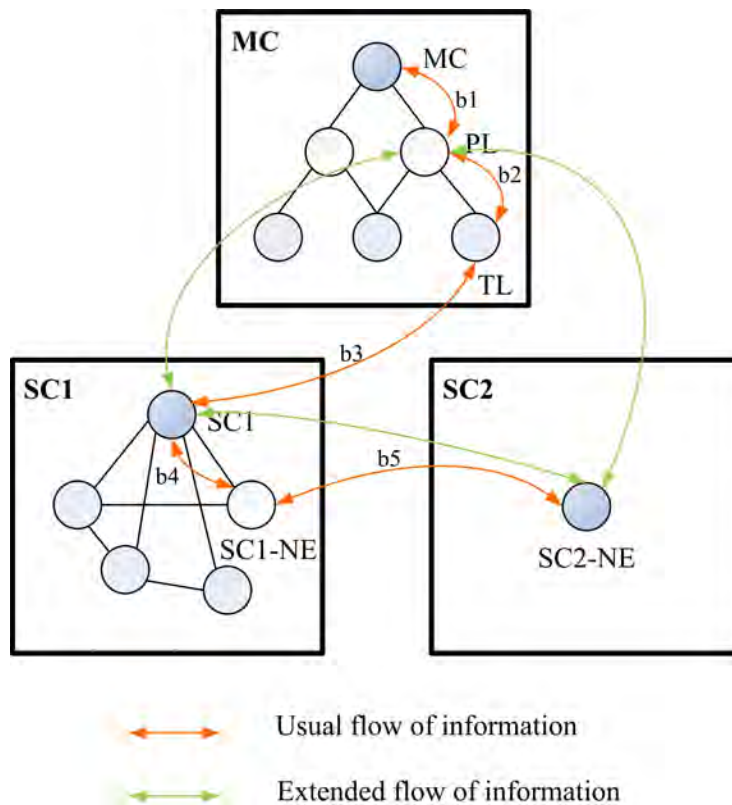 MC
MC
b1
PL
b2
TL
b3
SC1
SC1
b4
SC1-NE
SC2
b5
SC2-NE
Usual flow of information
Extended flow of information